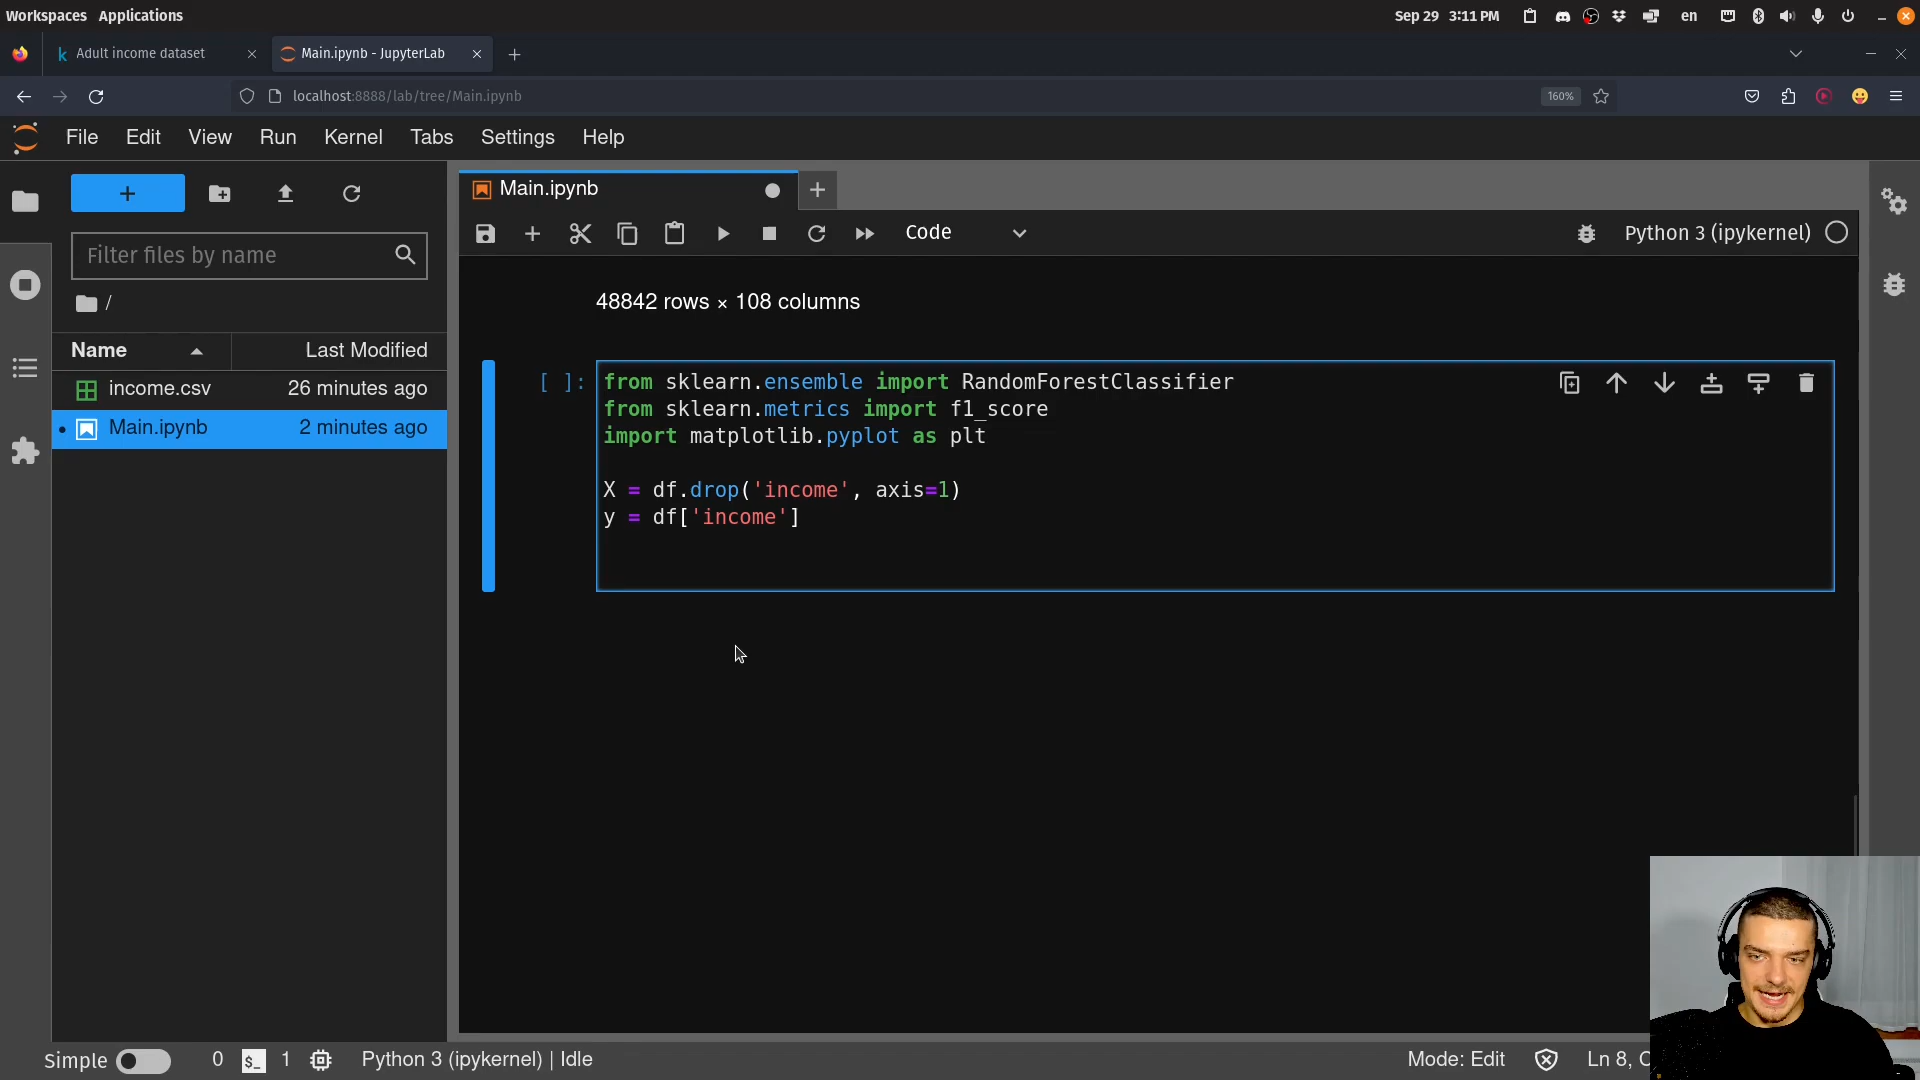 Workspaces Applications
Sep 29 3:11 PM
en
Adult income dataset
Main.ipynb - JupyterLab
localhost:8888/lab/tree/Main.ipynb
160%
File Edit View Run Kernel Tabs Settings Help
Main.ipynb
Filter files by name
Code
Python 3 (ipykernel)
/
Name Last Modified
income.csv 26 minutes ago
Main.ipynb 2 minutes ago
48842 rows × 108 columns
[ ]:
from sklearn.ensemble import RandomForestClassifier
from sklearn.metrics import f1_score
import matplotlib.pyplot as plt
X = df.drop('income', axis=1)
y = df['income']
Simple 0 $_ 1 Python 3 (ipykernel) | Idle
Mode: Edit Ln 8, C